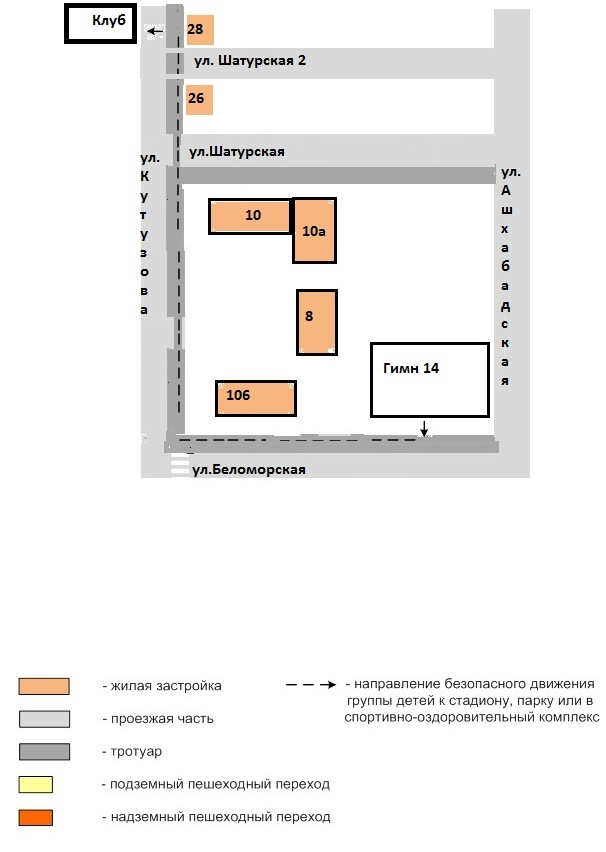 Клуб
28
ул. Шатурская 2
26
ул.Шатурская
ул.
К
у
т
у
з
о
в
а
ул.
А
ш
х
а
б
а
д
с
к
а
я
10
10а
8
Гимн 14
106
ул.Беломорская
- жилая застройка
- проезжая часть
- тротуар
- подземный пешеходный переход
- надземный пешеходный переход
- направление безопасного движения
группы детей к стадиону, парку или в
спортивно-оздоровительный комплекс